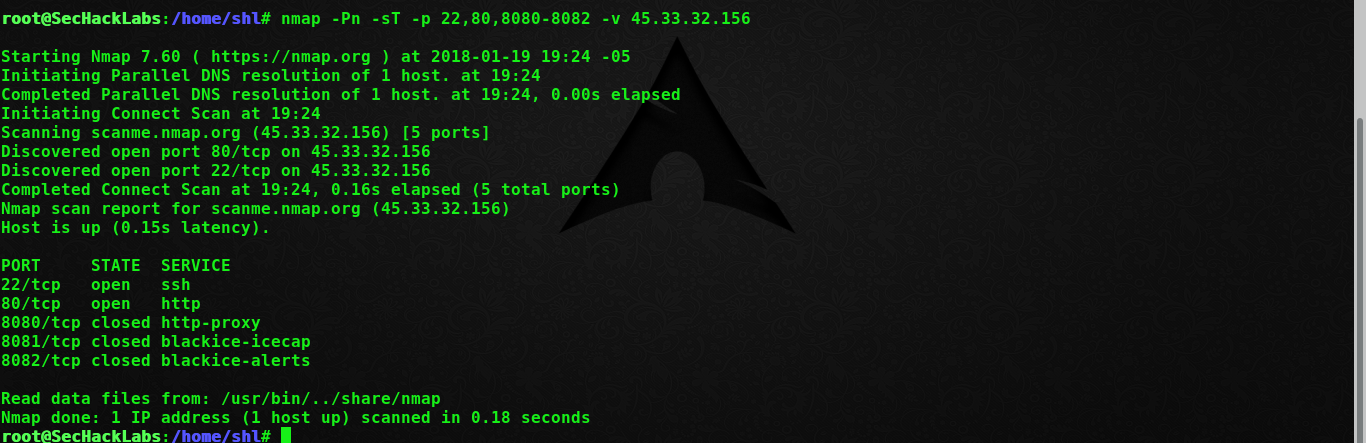 root@SecHackLabs:/home/shl# nmap -Pn -sT -p 22,80,8080-8082 -v 45.33.32.156
Starting Nmap 7.60 ( https://nmap.org ) at 2018-01-19 19:24 -05
Initiating Parallel DNS resolution of 1 host. at 19:24
Completed Parallel DNS resolution of 1 host. at 19:24, 0.00s elapsed
Initiating Connect Scan at 19:24
Scanning scanme.nmap.org (45.33.32.156) [5 ports]
Discovered open port 80/tcp on 45.33.32.156
Discovered open port 22/tcp on 45.33.32.156
Completed Connect Scan at 19:24, 0.16s elapsed (5 total ports)
Nmap scan report for scanme.nmap.org (45.33.32.156)
Host is up (0.15s latency).
PORT     STATE  SERVICE
22/tcp   open   ssh
80/tcp   open   http
8080/tcp closed http-proxy
8081/tcp closed blackice-icecap
8082/tcp closed blackice-alerts
Read data files from: /usr/bin/../share/nmap
Nmap done: 1 IP address (1 host up) scanned in 0.18 seconds
root@SecHackLabs:/home/shl#